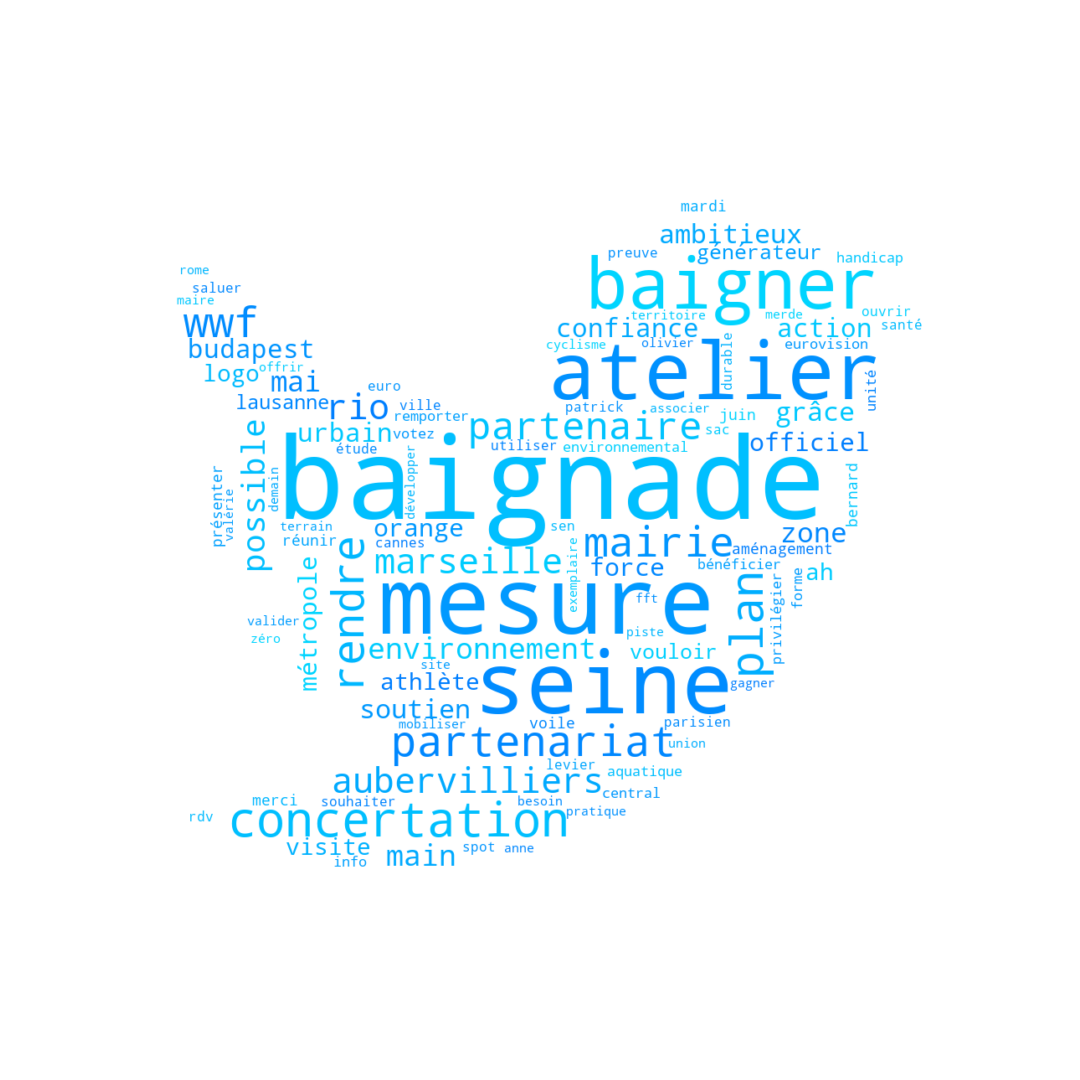 mardi
ambitieux
preuve
générateur
handicap
rome
saluer
maire
baigner
wwf
territoire
merde
ouvrir
santé
confiance
action
budapest
cyclisme
olivier
durable
eurovision
logo
offrir
mai
euro
atelier
unité
lausanne
rio
ville
remporter
patrick
associer
juin
grâce
urbain
votez
partenaire
sac
officiel
étude
utiliser
environnemental
possible
développer
baignade
présenter
valérie
demain
bernard
terrain
orange
sen
zone
réunir
cannes
mairie
aménagement
rendre
marseille
exemplaire
force
bénéficier
ah
métropole
mesure
fft
plan
privilégier
forme
valider
zéro
piste
environnement
vouloir
site
athlète
seine
gagner
soutien
mobiliser
voile
parisien
partenariat
union
levier
aquatique
aubervilliers
central
merci
souhaiter
besoin
pratique
rdv
concertation
visite
main
spot
anne
info